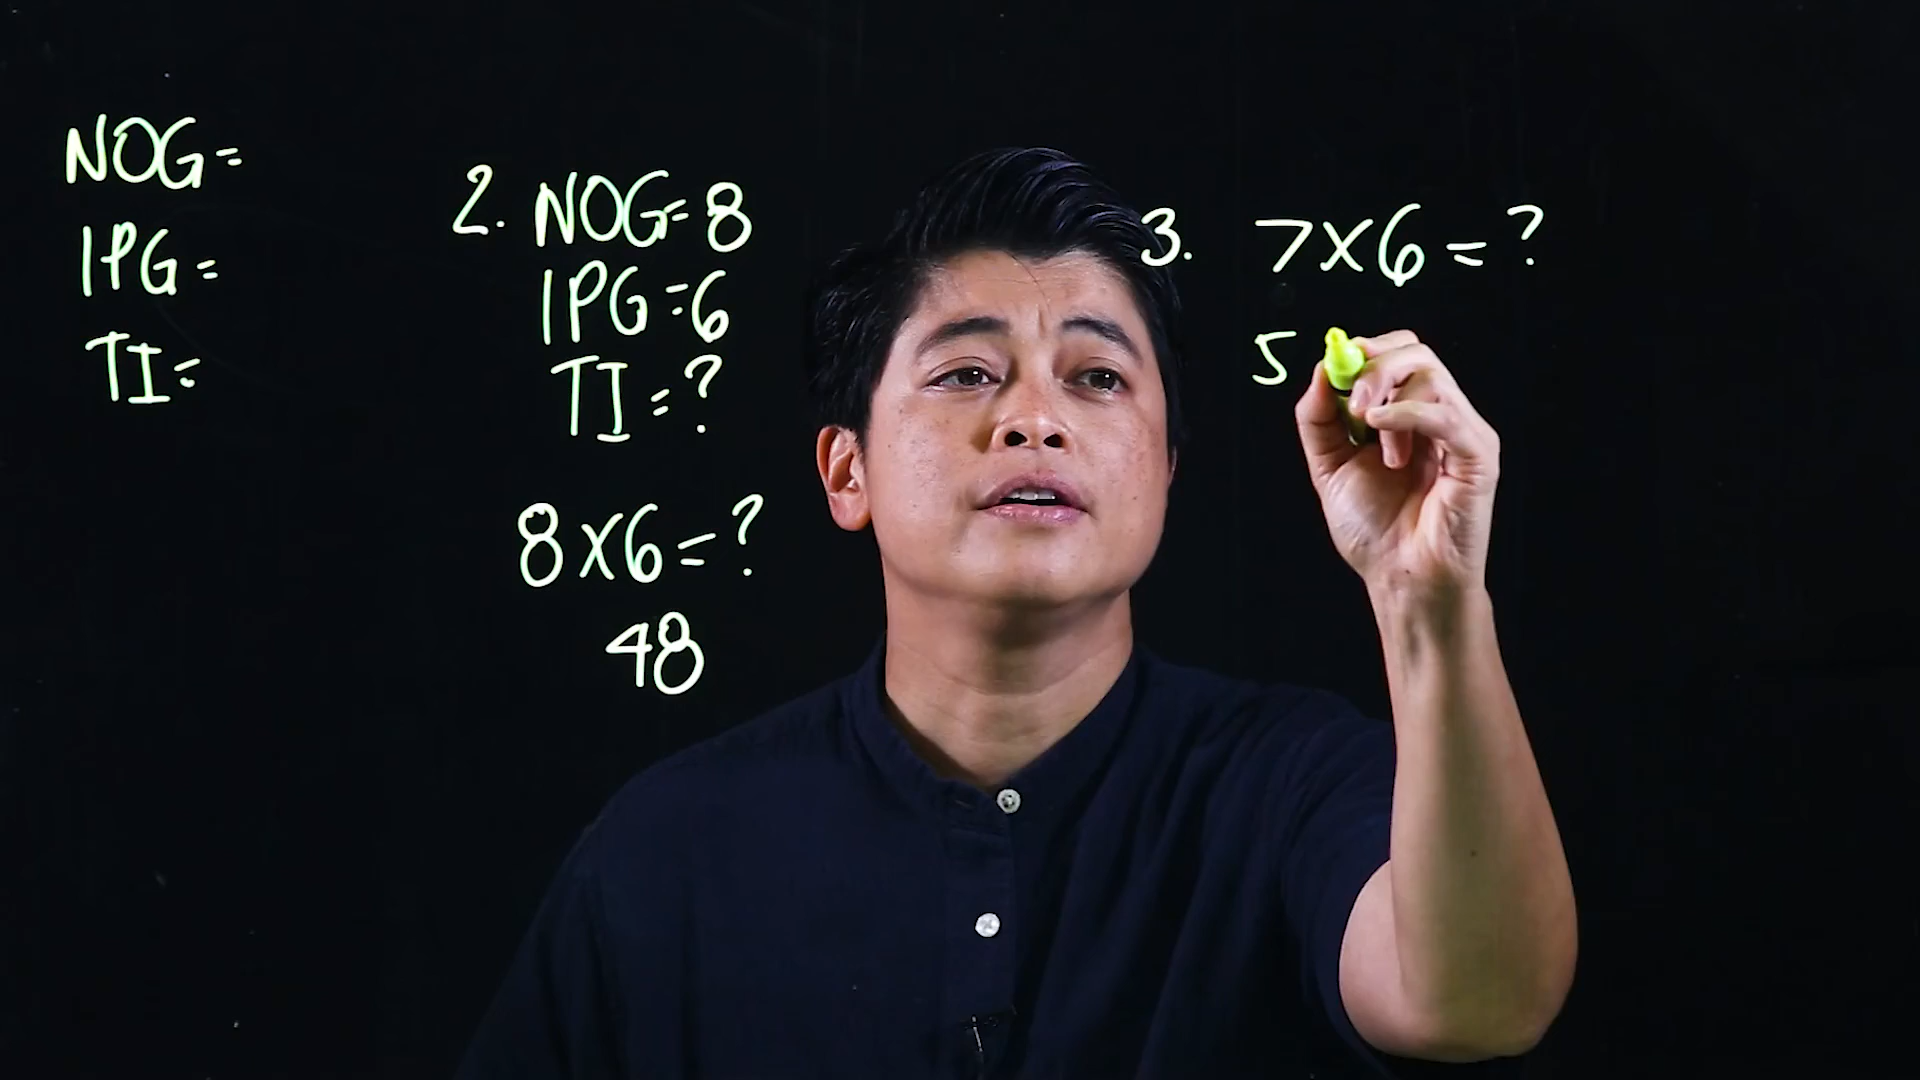 NOG=
IPG=
TI=
2. NOG=8
IPG=6
TI=?
8x6=?
48
3. 7x6=?
5